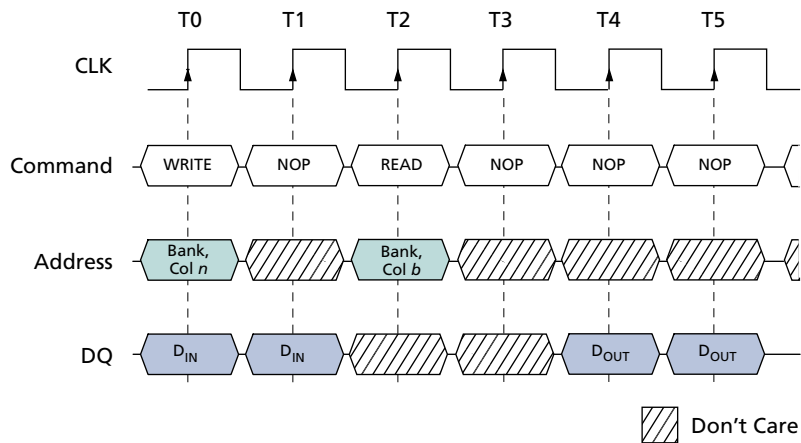 T0 T1 T2 T3 T4 T5
CLK
Command WRITE NOP READ NOP NOP NOP
Bank, Bank,
Address
Col n Col b
DQ DIN DIN DOUT DOUT
Don't Care